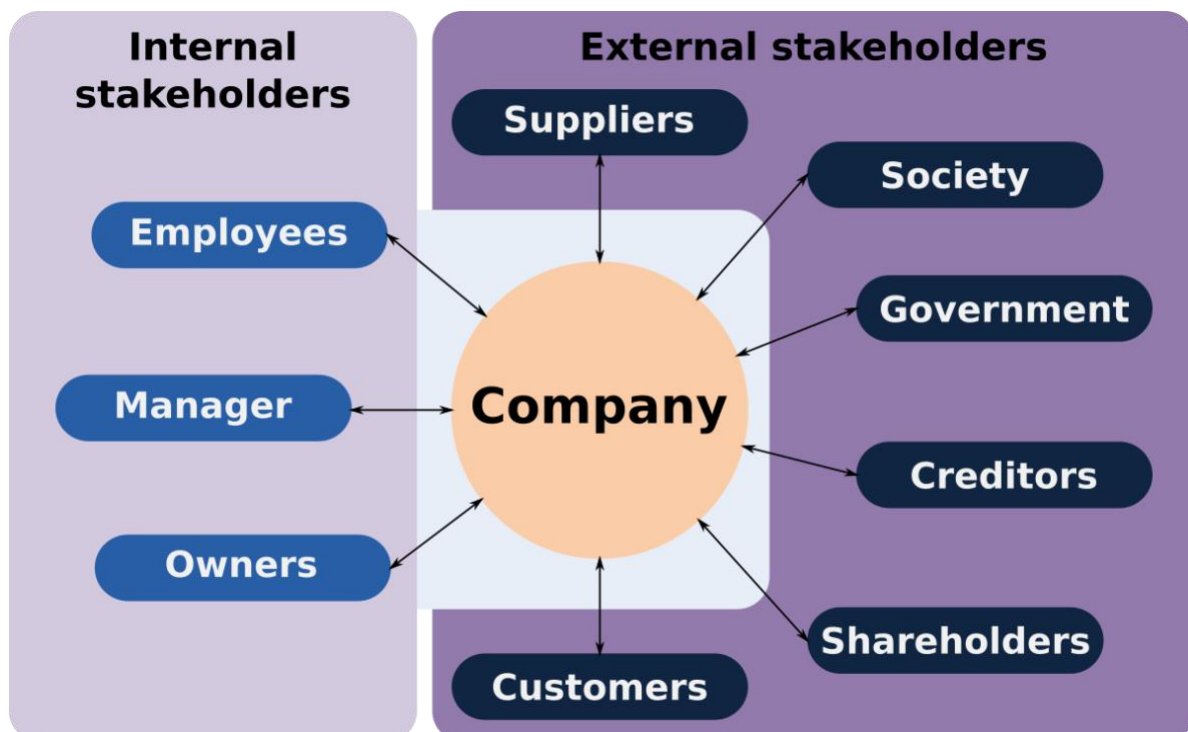 Internal
stakeholders
External stakeholders
Suppliers
Society
Employees
Government
Manager
Company
Creditors
Owners
Shareholders
Customers